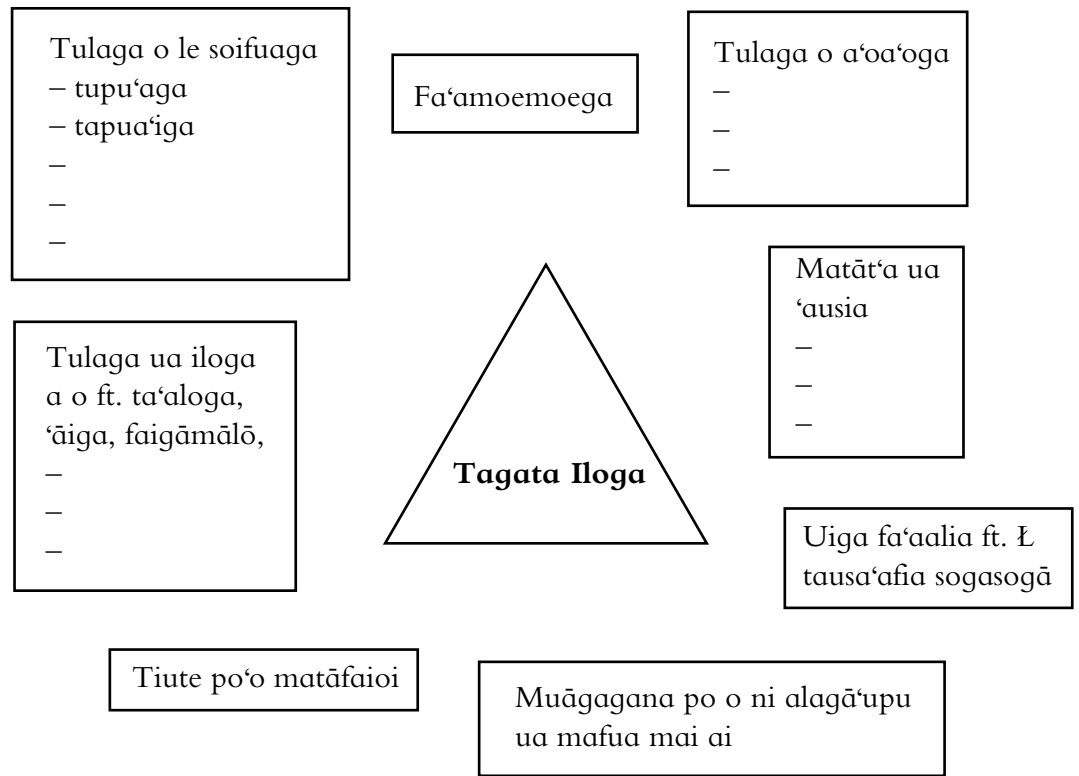 Tulaga o le soifuaga
– tupu‘aga
– tapua‘iga
–
–
–
Fa‘amoemoega
Tulaga o a‘oa‘oga
–
–
–
Matāt‘a ua
‘ausia
–
–
–
Tulaga ua iloga
a o ft. ta‘aloga,
‘āiga, faigāmālō,
–
–
–
Tagata Iloga
Uiga fa‘aalia ft. Ł
tausa‘afia sogasogā
Tiute po‘o matāfaioi
Muāgagana po o ni alagā‘upu
ua mafua mai ai